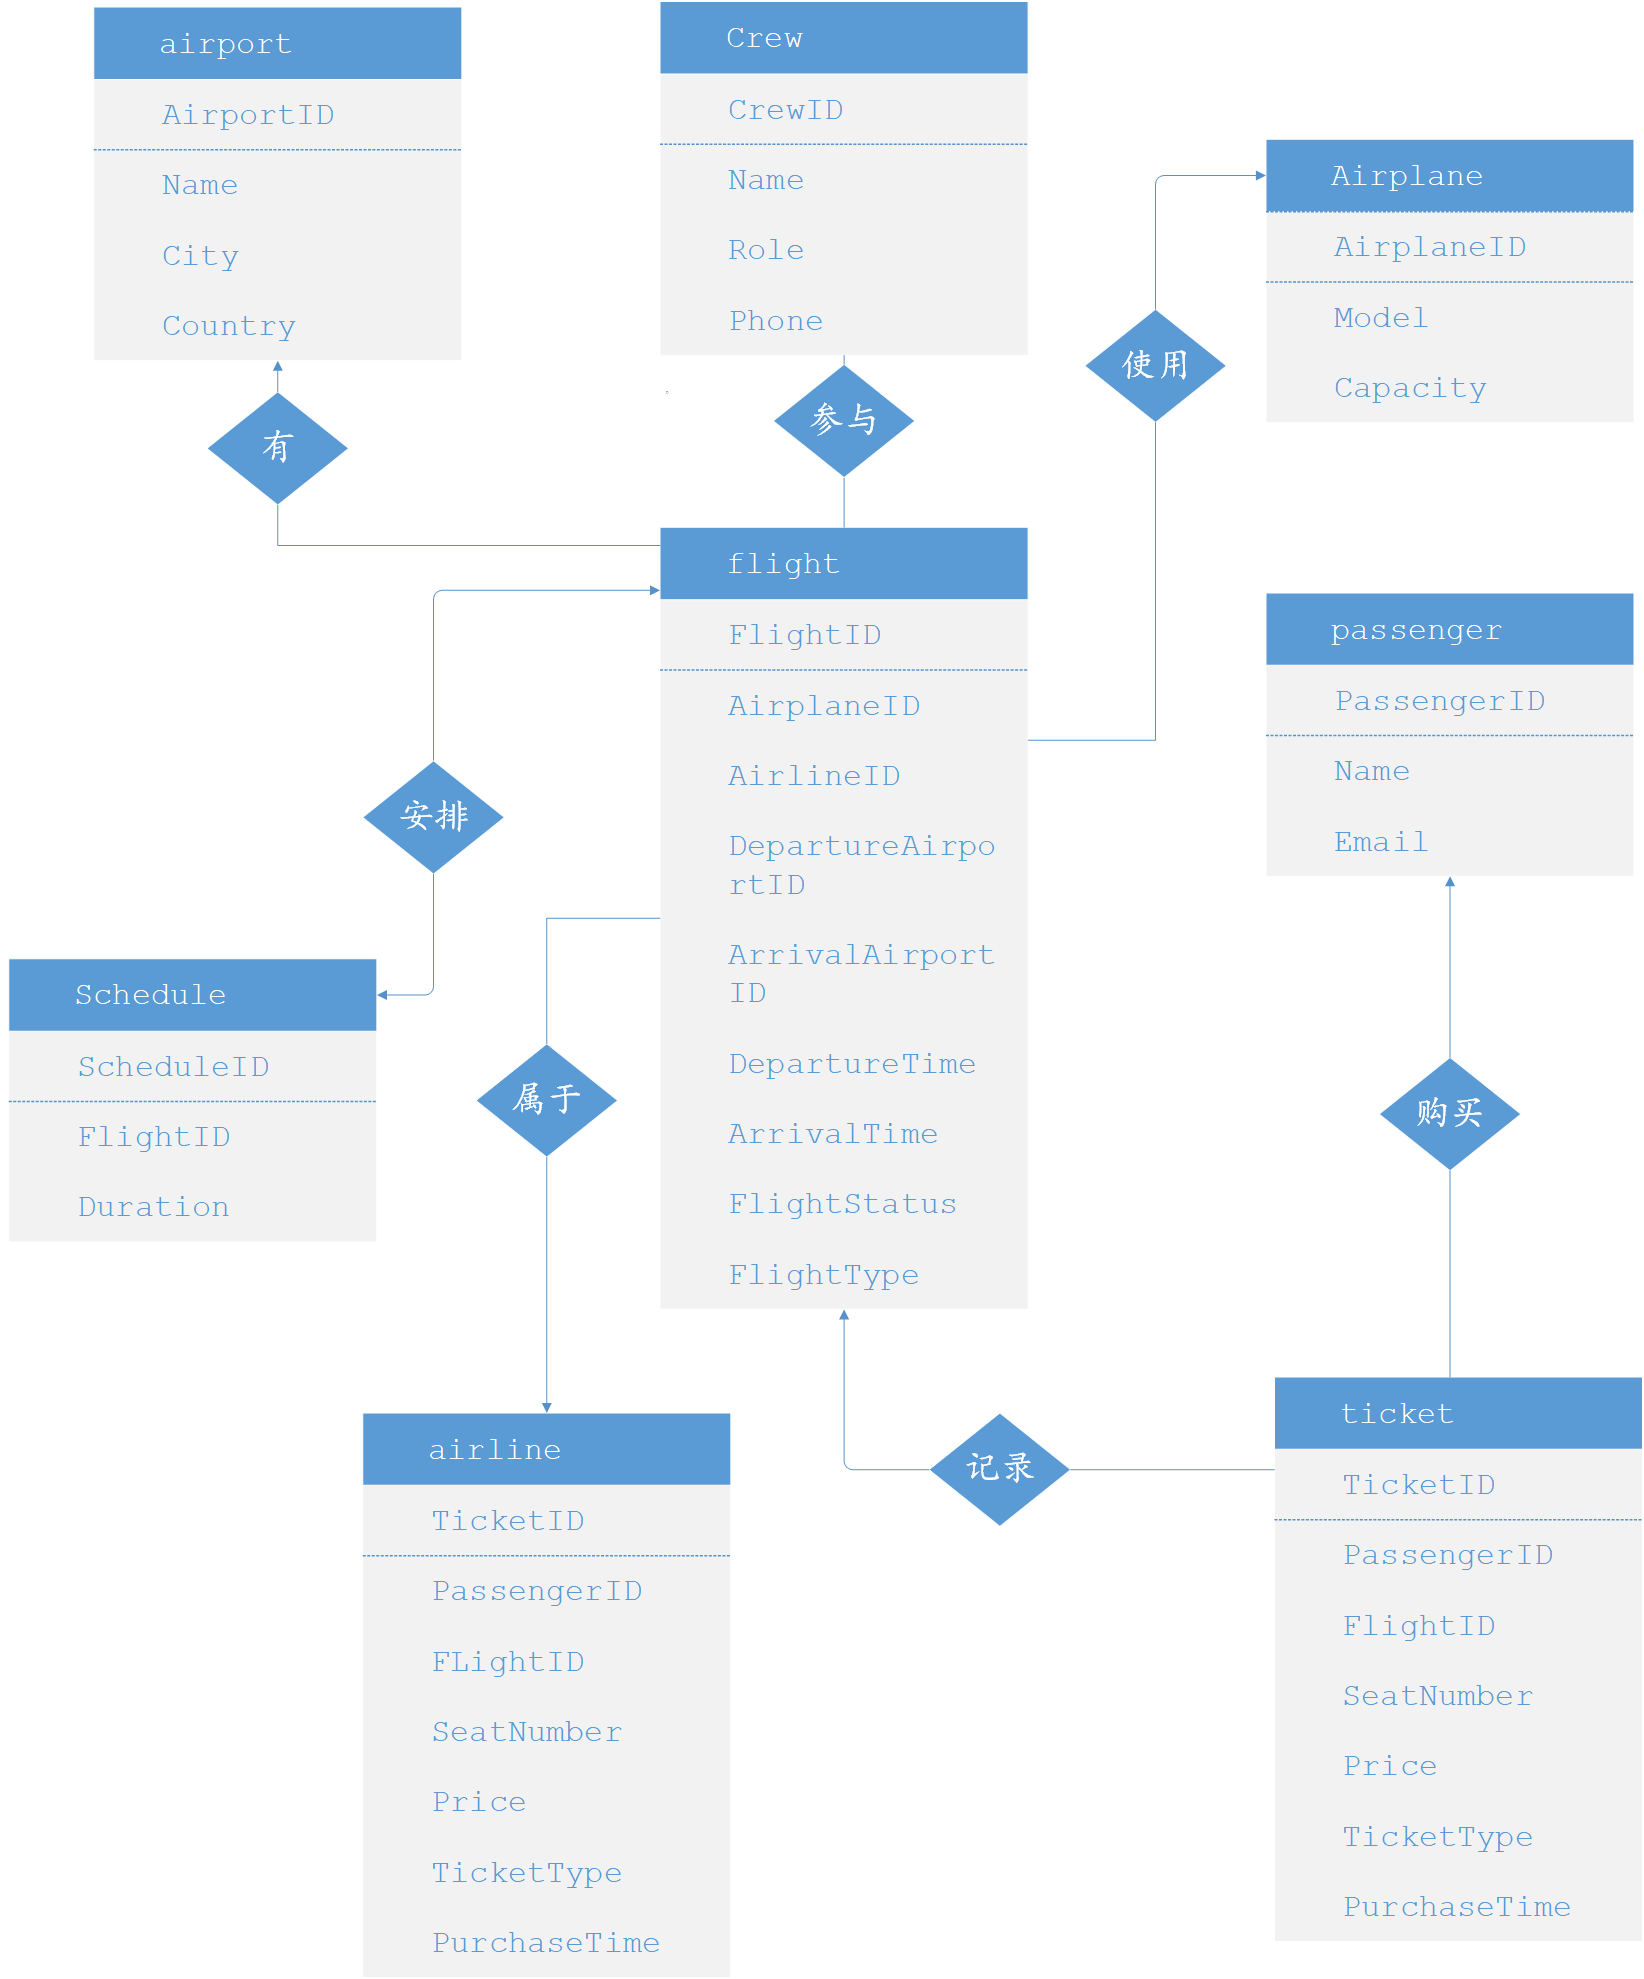 airport
AirportID
Name
City
Country
有
Crew
CrewID
Name
Role
Phone
参与
Airplane
AirplaneID
Model
Capacity
使用
flight
FlightID
AirplaneID
AirlineID
DepartureAirpo
rtID
ArrivalAirport
ID
DepartureTime
ArrivalTime
FlightStatus
FlightType
passenger
PassengerID
Name
Email
安排
Schedule
ScheduleID
FlightID
Duration
属于
购买
airline
TicketID
PassengerID
FLightID
SeatNumber
Price
TicketType
PurchaseTime
记录
ticket
TicketID
PassengerID
FlightID
SeatNumber
Price
TicketType
PurchaseTime